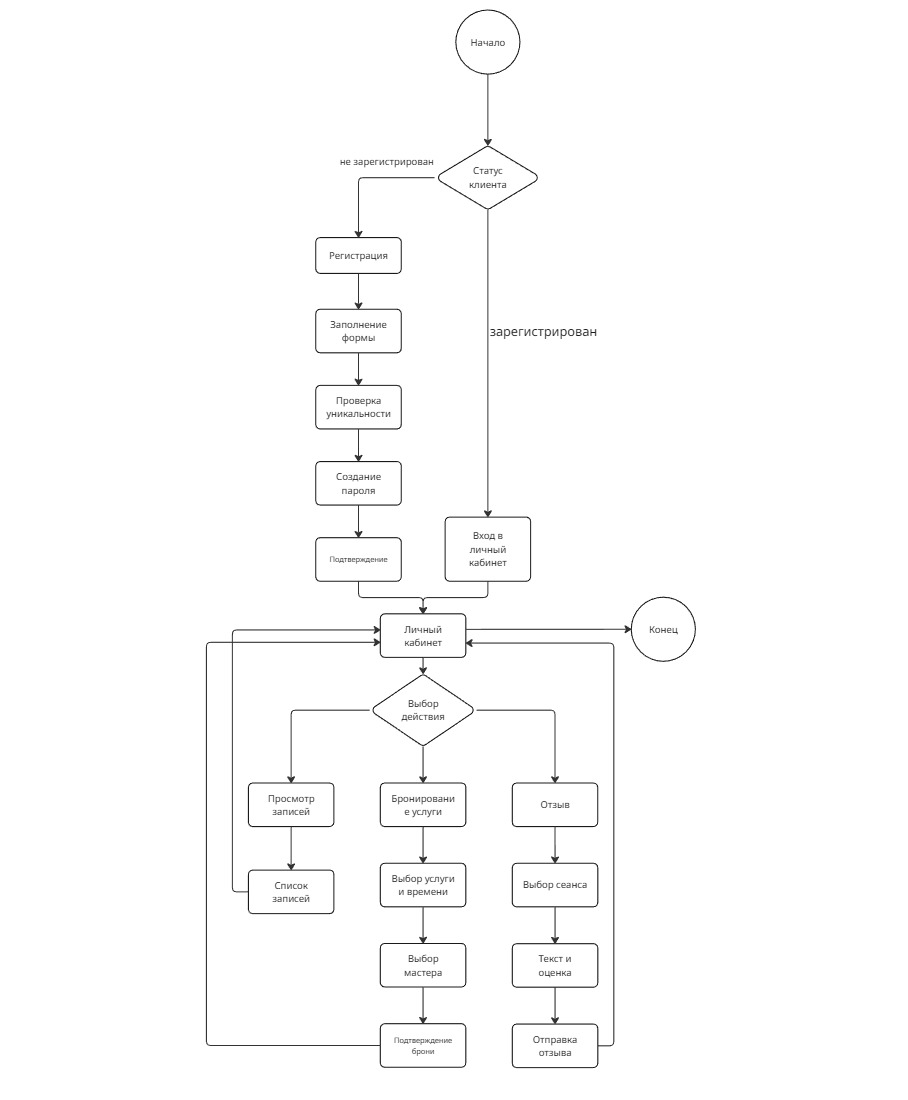 Начало
Статус
клиента
не зарегистрирован
Регистрация
Заполнение
формы
зарегистрирован
Проверка
уникальности
Создание
пароля
Подтверждение
Вход в
личный
кабинет
Личный
кабинет
Конец
Выбор
действия
Просмотр
записей
Бронировани
е услуги
Отзыв
Список
записей
Выбор услуги
и времени
Выбор сеанса
Выбор
мастера
Текст и
оценка
Подтверждение
брони
Отправка
отзыва